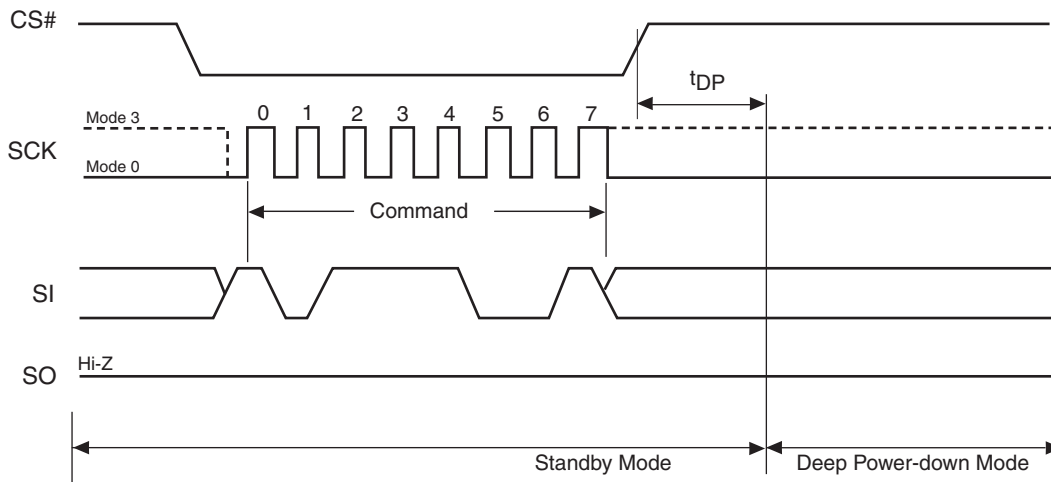 CS#
tDP
Mode 3
0 1 2 3 4 5 6 7
SCK
Mode 0
Command
SI
Hi-Z
SO
Standby Mode
Deep Power-down Mode